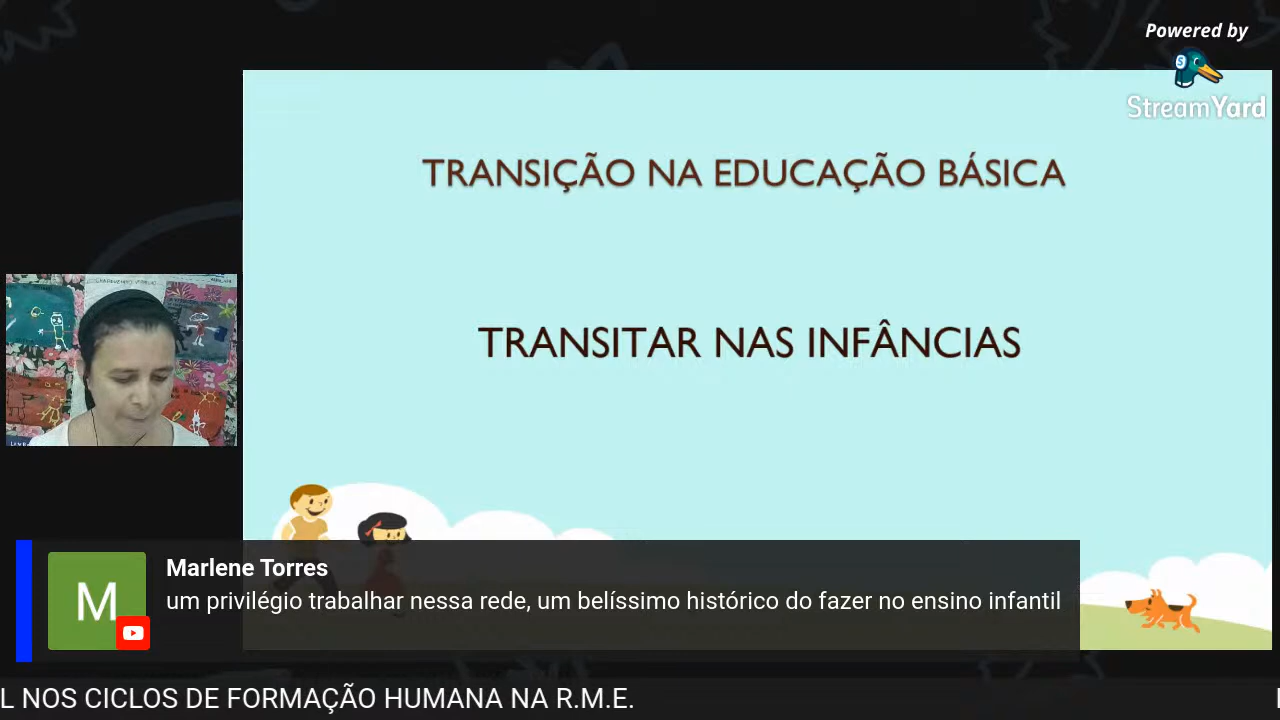 Powered by
StreamYard
TRANSIÇÃO NA EDUCAÇÃO BÁSICA
TRANSITAR NAS INFÂNCIAS
M
Marlene Torres
um privilégio trabalhar nessa rede, um belíssimo histórico do fazer no ensino infantil
L NOS CICLOS DE FORMAÇÃO HUMANA NA R.M.E.